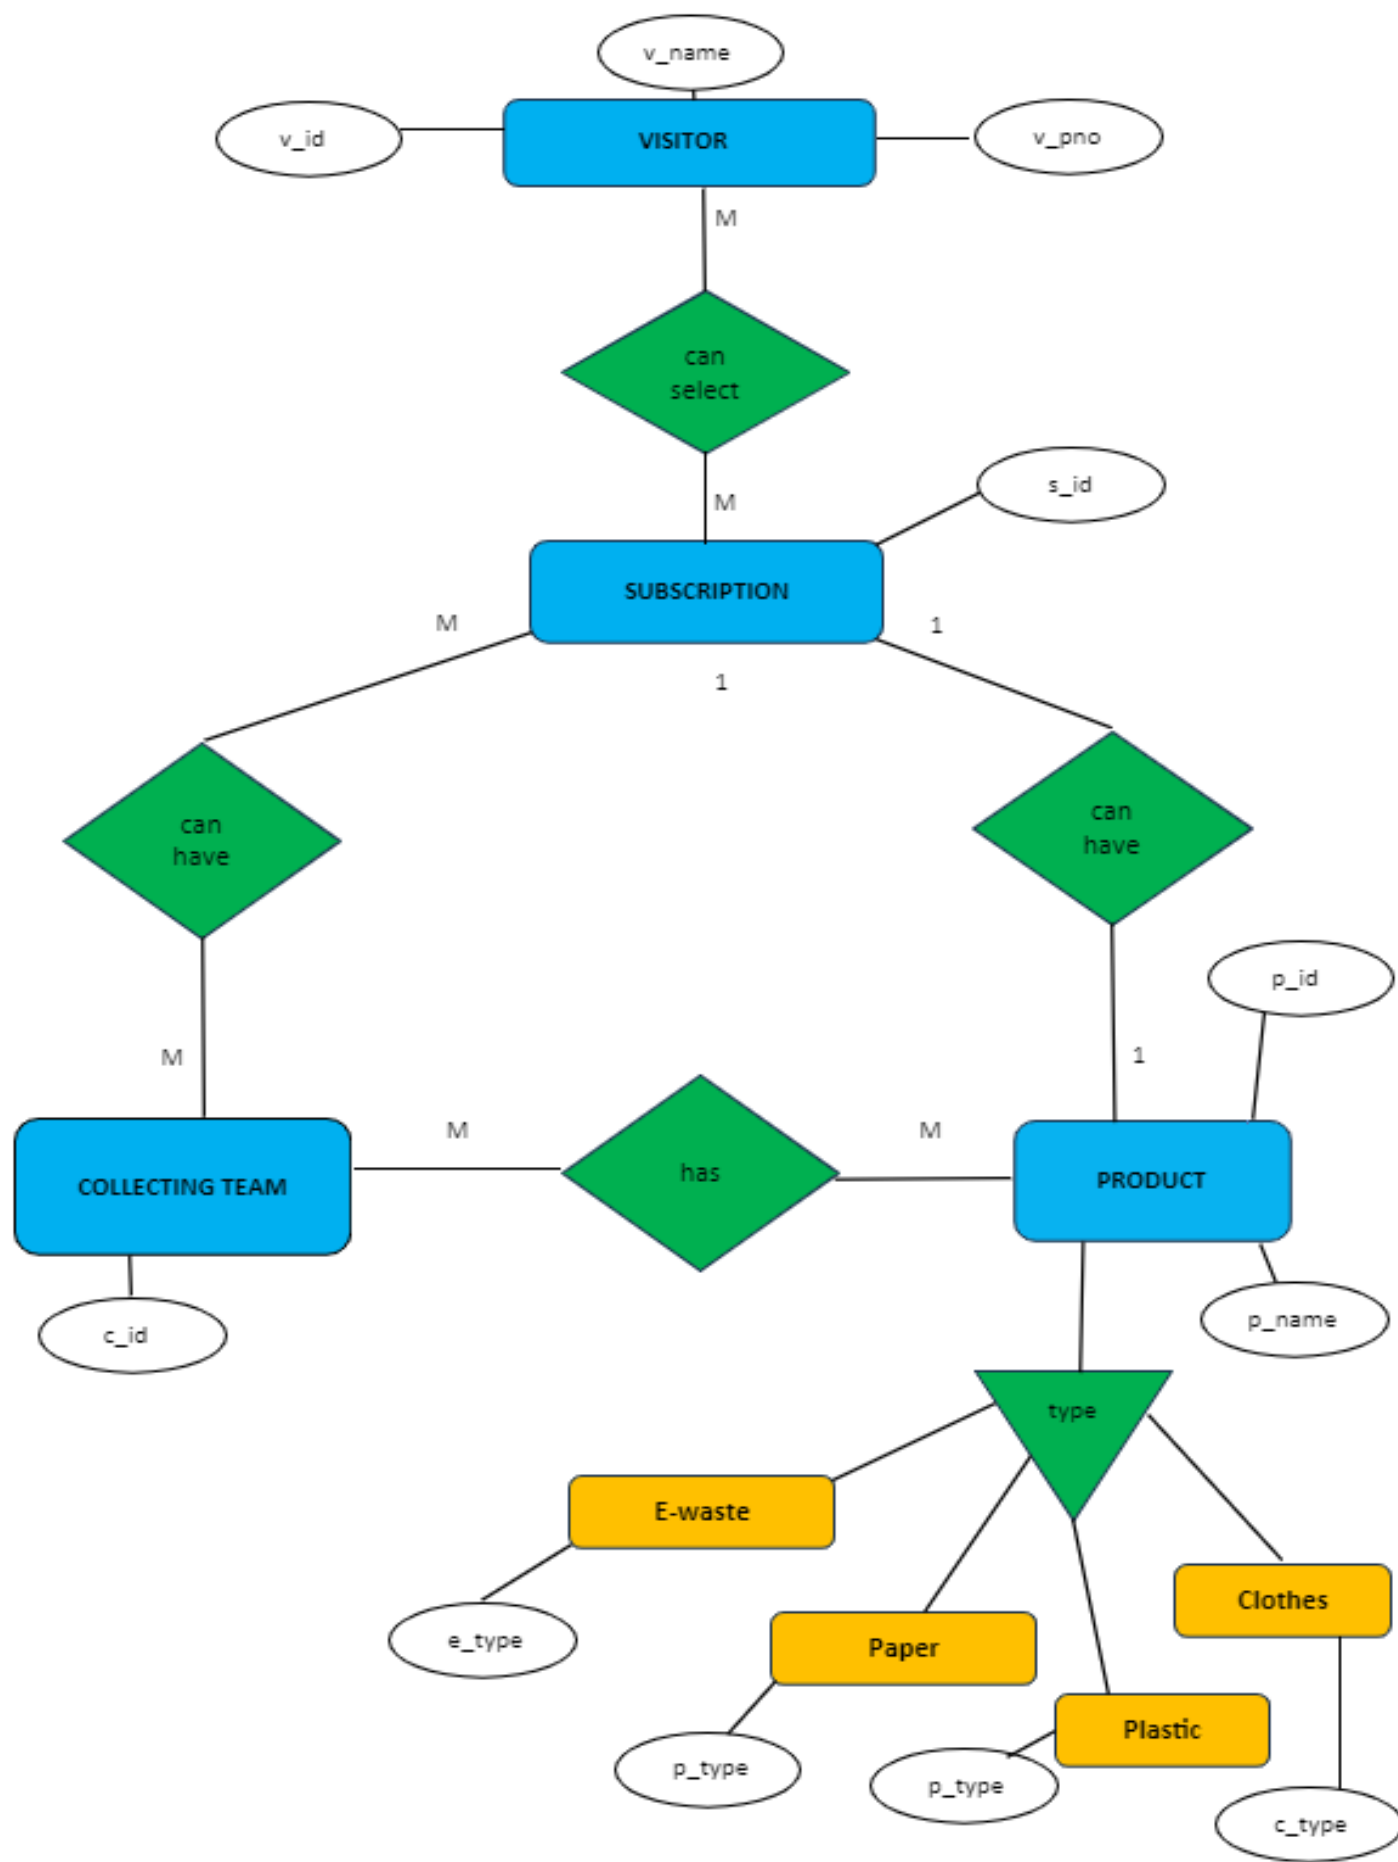 v_name
v_id
VISITOR
v_pno
M
can
select
M
s_id
SUBSCRIPTION
M
1
1
can
have
can
have
p_id
M
1
M
M
COLLECTING TEAM
has
PRODUCT
c_id
p_name
type
E-waste
Clothes
e_type
Paper
Plastic
p_type
p_type
c_type